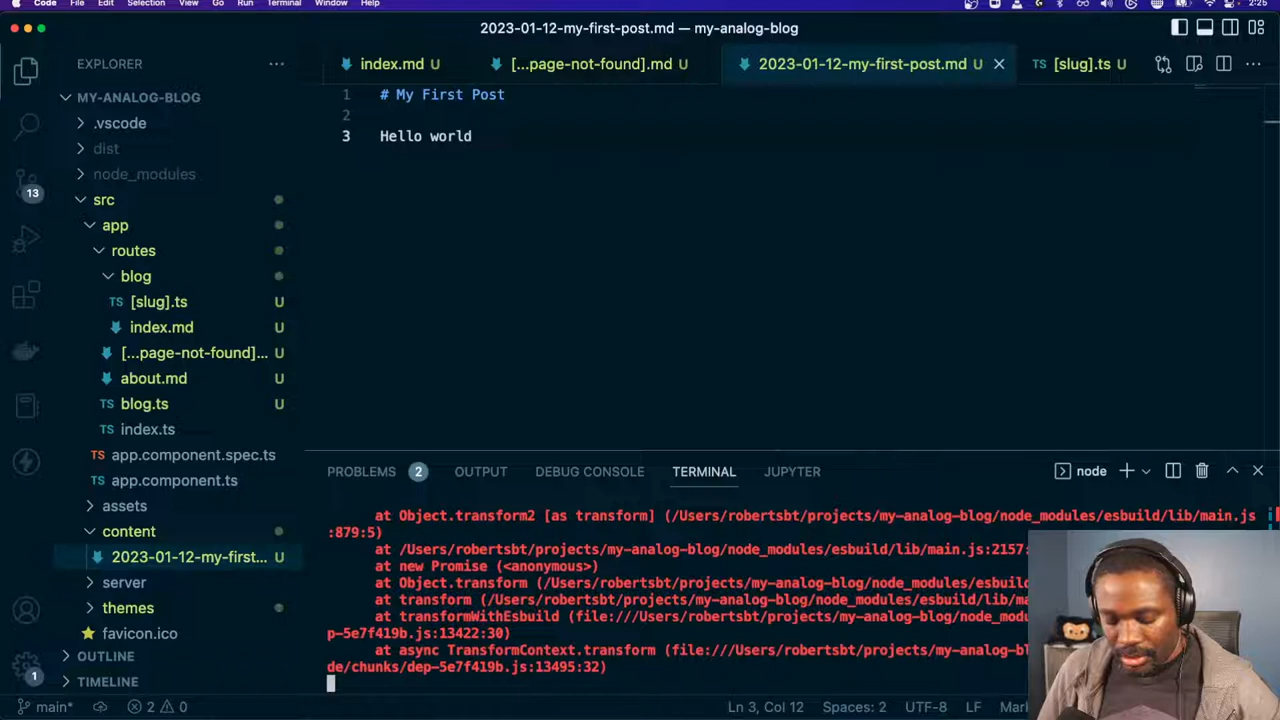 Code File Edit Selection View Go Run Terminal Window Help 2:25
2023-01-12-my-first-post.md — my-analog-blog
EXPLORER
index.md U
[...page-not-found].md U
2023-01-12-my-first-post.md U
[slug].ts U
MY-ANALOG-BLOG
.vscode
dist
node_modules
src
app
routes
blog
TS [slug].ts U
index.md U
[...page-not-found]... U
about.md U
blog.ts U
TS index.ts
TS app.component.spec.ts
TS app.component.ts
assets
content
2023-01-12-my-first... U
server
themes
favicon.ico
OUTLINE
TIMELINE
13
1
1 # My First Post
2
3 Hello world
PROBLEMS 2 OUTPUT DEBUG CONSOLE TERMINAL JUPYTER
node
at Object.transform2 [as transform] (/Users/robertsbt/projects/my-analog-blog/node_modules/esbuild/lib/main.js
:879:5)
at /Users/robertsbt/projects/my-analog-blog/node_modules/esbuild/lib/main.js:2157:
at new Promise (<anonymous>)
at Object.transform (/Users/robertsbt/projects/my-analog-blog/node_modules/esbuild
at transform (/Users/robertsbt/projects/my-analog-blog/node_modules/esbuild/lib/ma
at transformWithEsbuild (file:///Users/robertsbt/projects/my-analog-blog/node_modu
p-5e7f419b.js:13422:30)
at async TransformContext.transform (file:///Users/robertsbt/projects/my-analog-bl
de/chunks/dep-5e7f419b.js:13495:32)
main* 2 0
Ln 3, Col 12 Spaces: 2 UTF-8 LF Mark